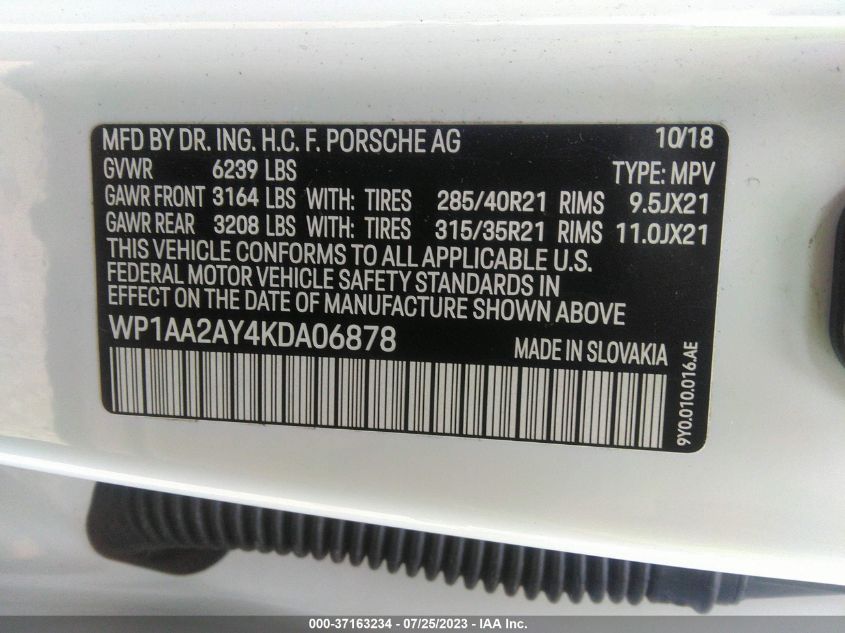 MFD BY DR. ING. H.C. F. PORSCHE AG 10/18
GVWR 6239 LBS TYPE: MPV
GAWR FRONT 3164 LBS WITH: TIRES 285/40R21 RIMS 9.5JX21
GAWR REAR 3208 LBS WITH: TIRES 315/35R21 RIMS 11.0JX21
THIS VEHICLE CONFORMS TO ALL APPLICABLE U.S.
FEDERAL MOTOR VEHICLE SAFETY STANDARDS IN
EFFECT ON THE DATE OF MANUFACTURE SHOWN ABOVE
WP1AA2AY4KDA06878 MADE IN SLOVAKIA
9Y0.010.016.AE
000-37163234 - 07/25/2023 - IAA Inc.